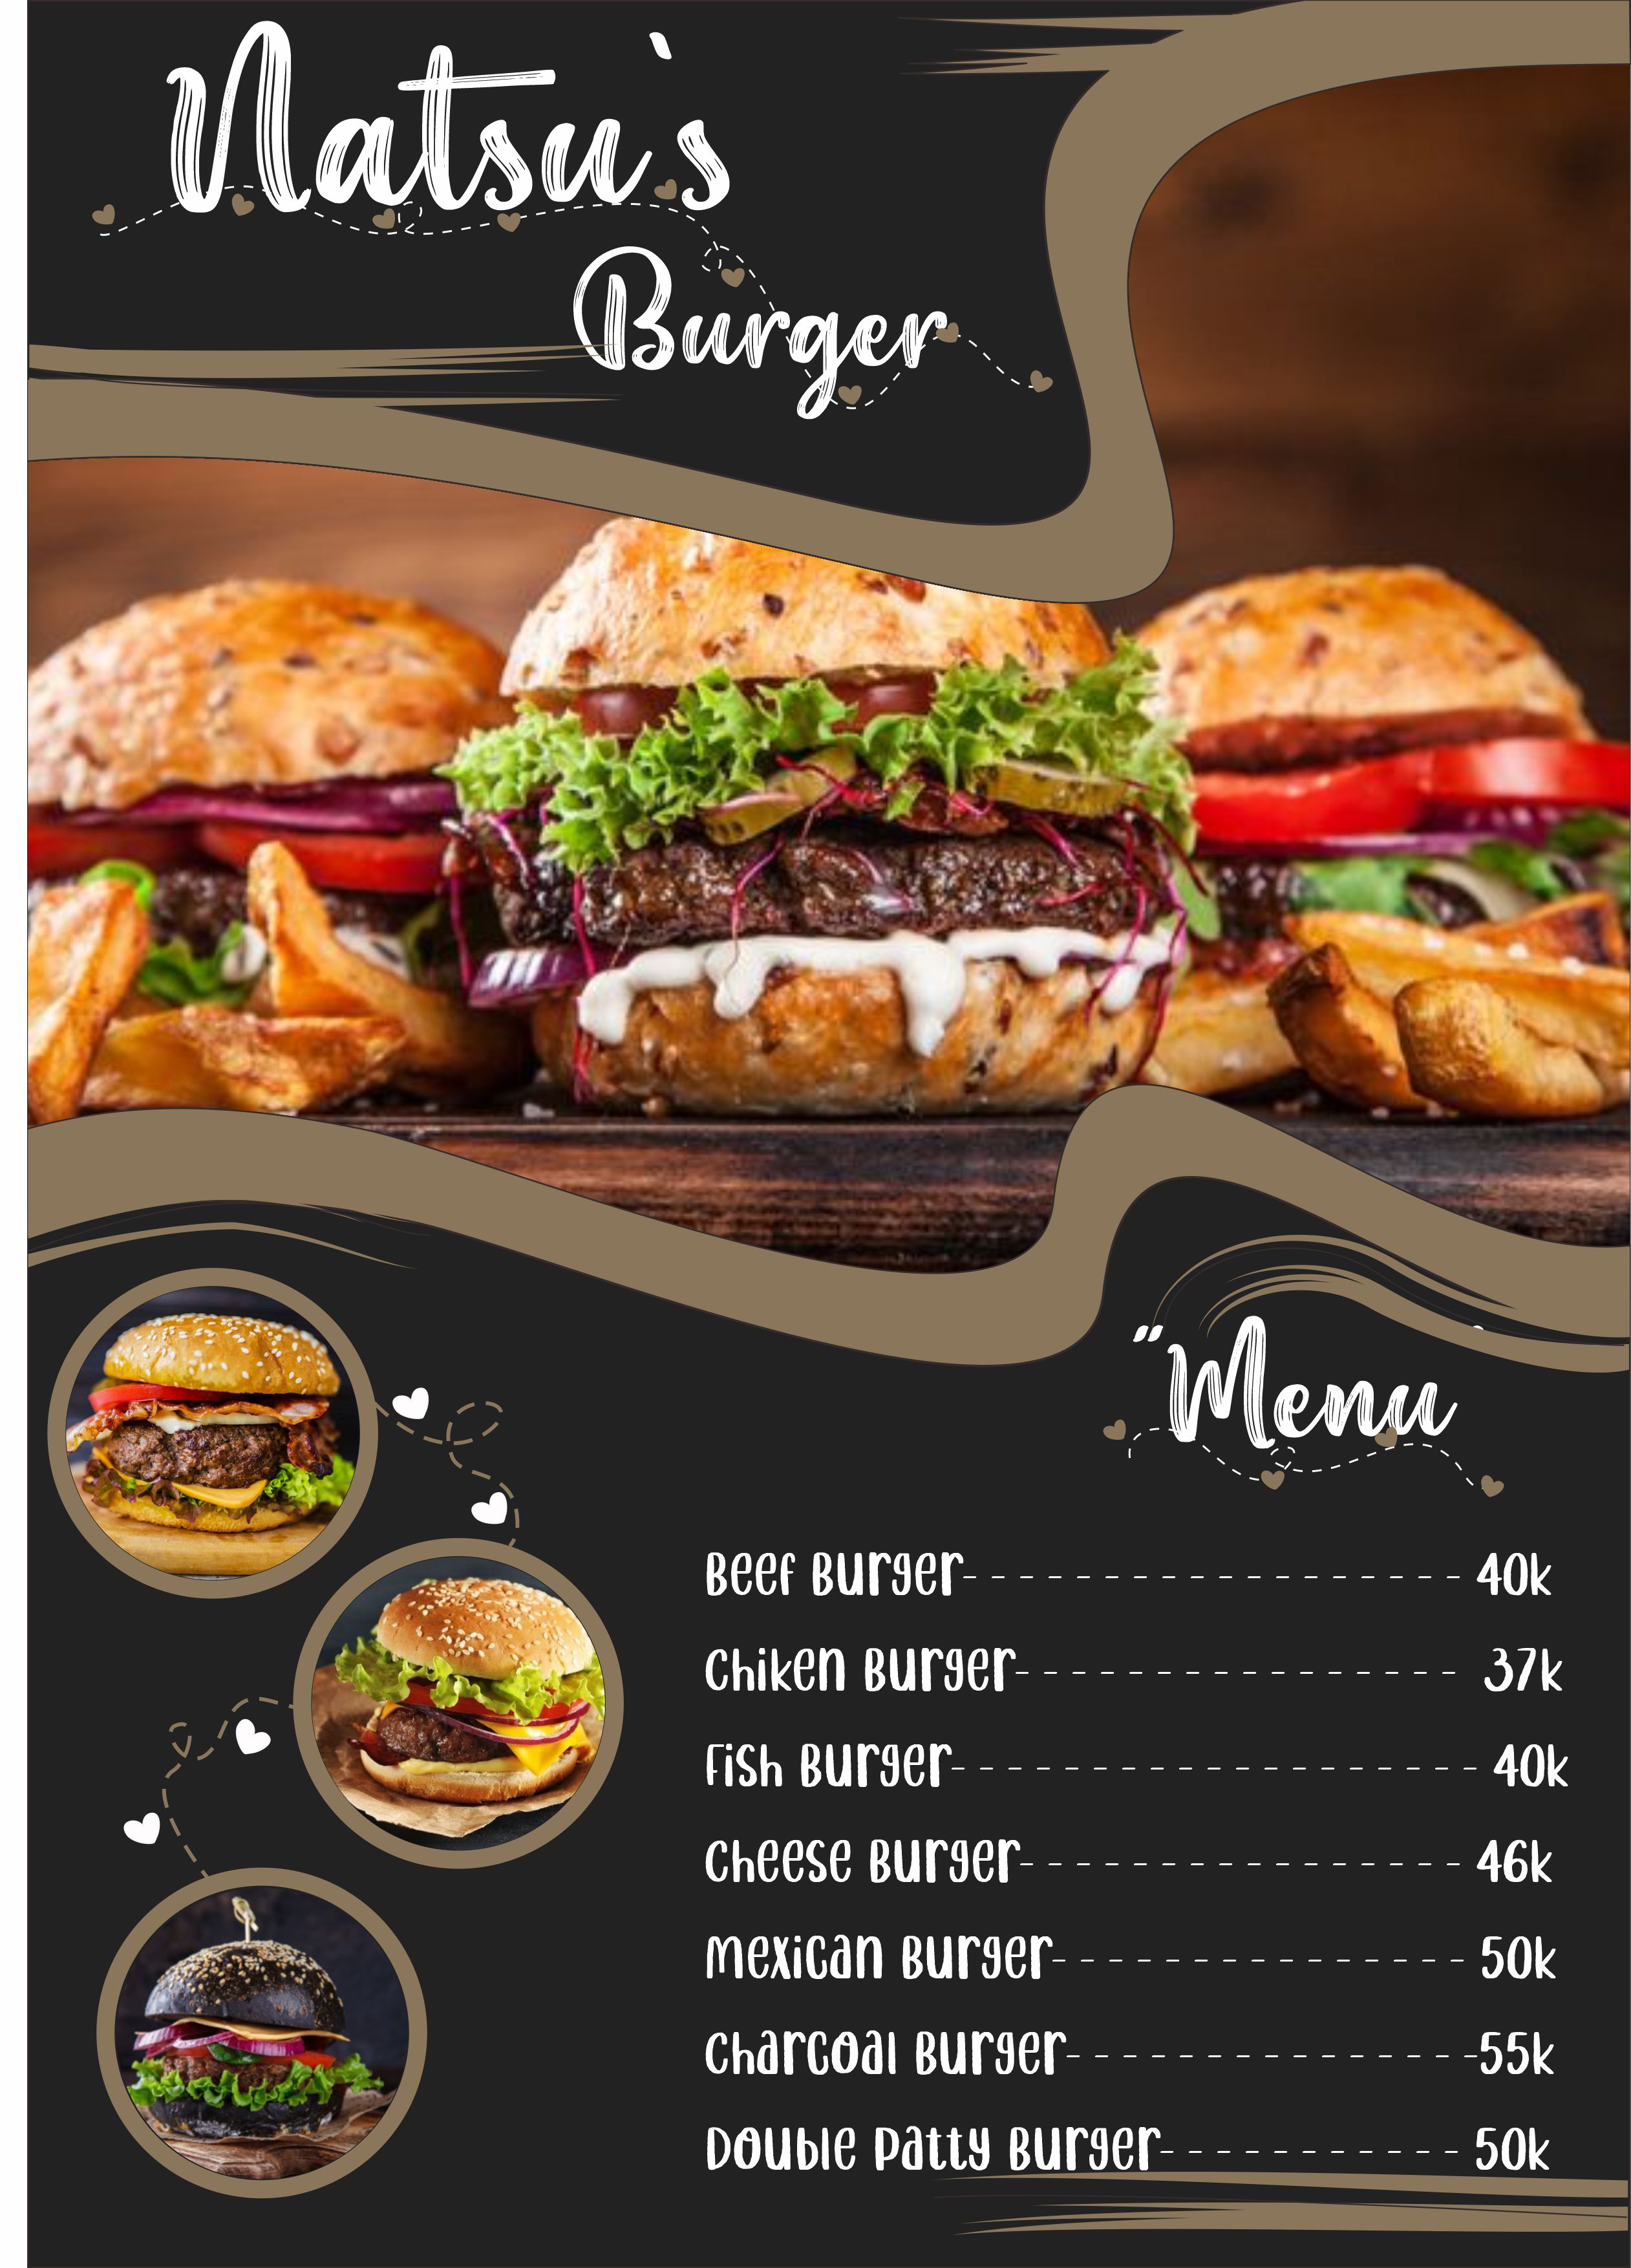 Natsu`s
Burger
"Menu
Beef Burger------------------ 40k
Chiken Burger---------------- 37k
Fish Burger------------------- 40k
Cheese Burger---------------- 46k
Mexican Burger--------------- 50k
Charcoal Burger---------------55k
Double Patty Burger----------- 50k